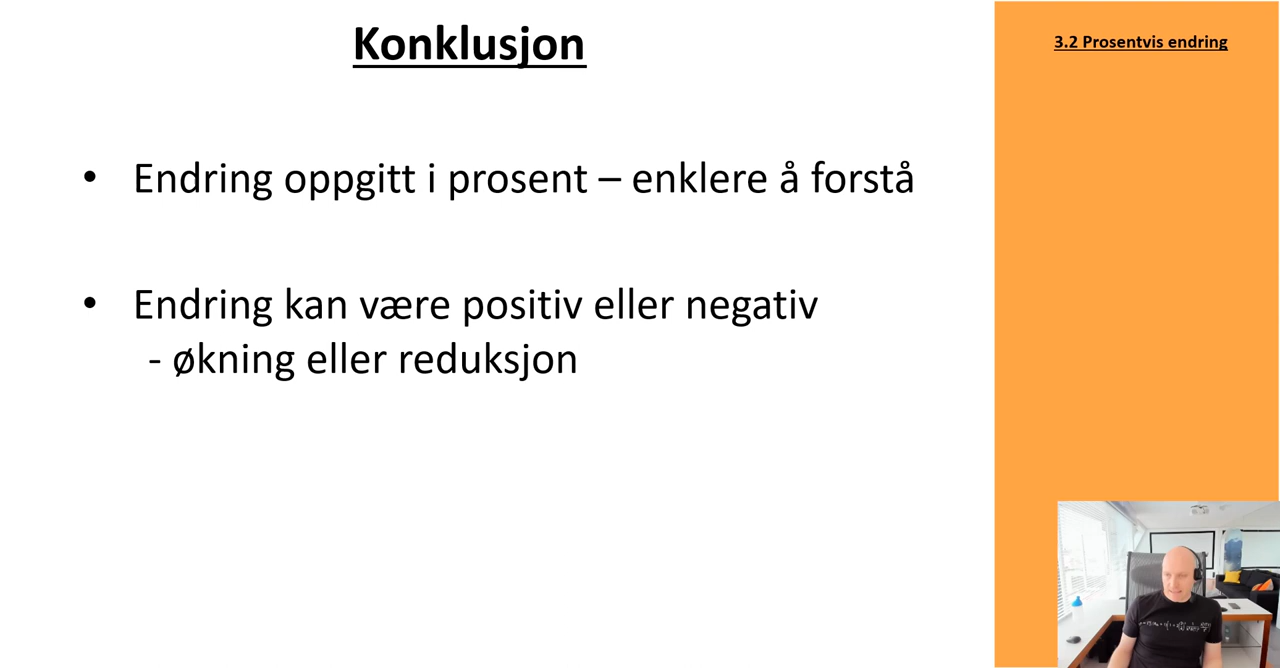 Konklusjon
3.2 Prosentvis endring
• Endring oppgitt i prosent – enklere å forstå
• Endring kan være positiv eller negativ
- økning eller reduksjon